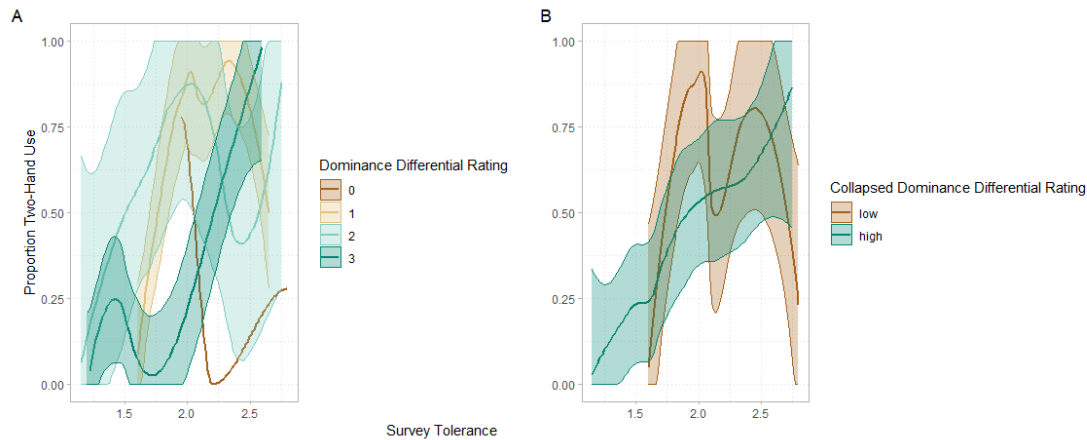 A
1.00
0.75
0.50
0.25
0.00
Proportion Two-Hand Use
1.5
2.0
2.5
Dominance Differential Rating
0
1
2
3
B
1.00
0.75
0.50
0.25
0.00
1.5
2.0
2.5
Collapsed Dominance Differential Rating
low
high
Survey Tolerance